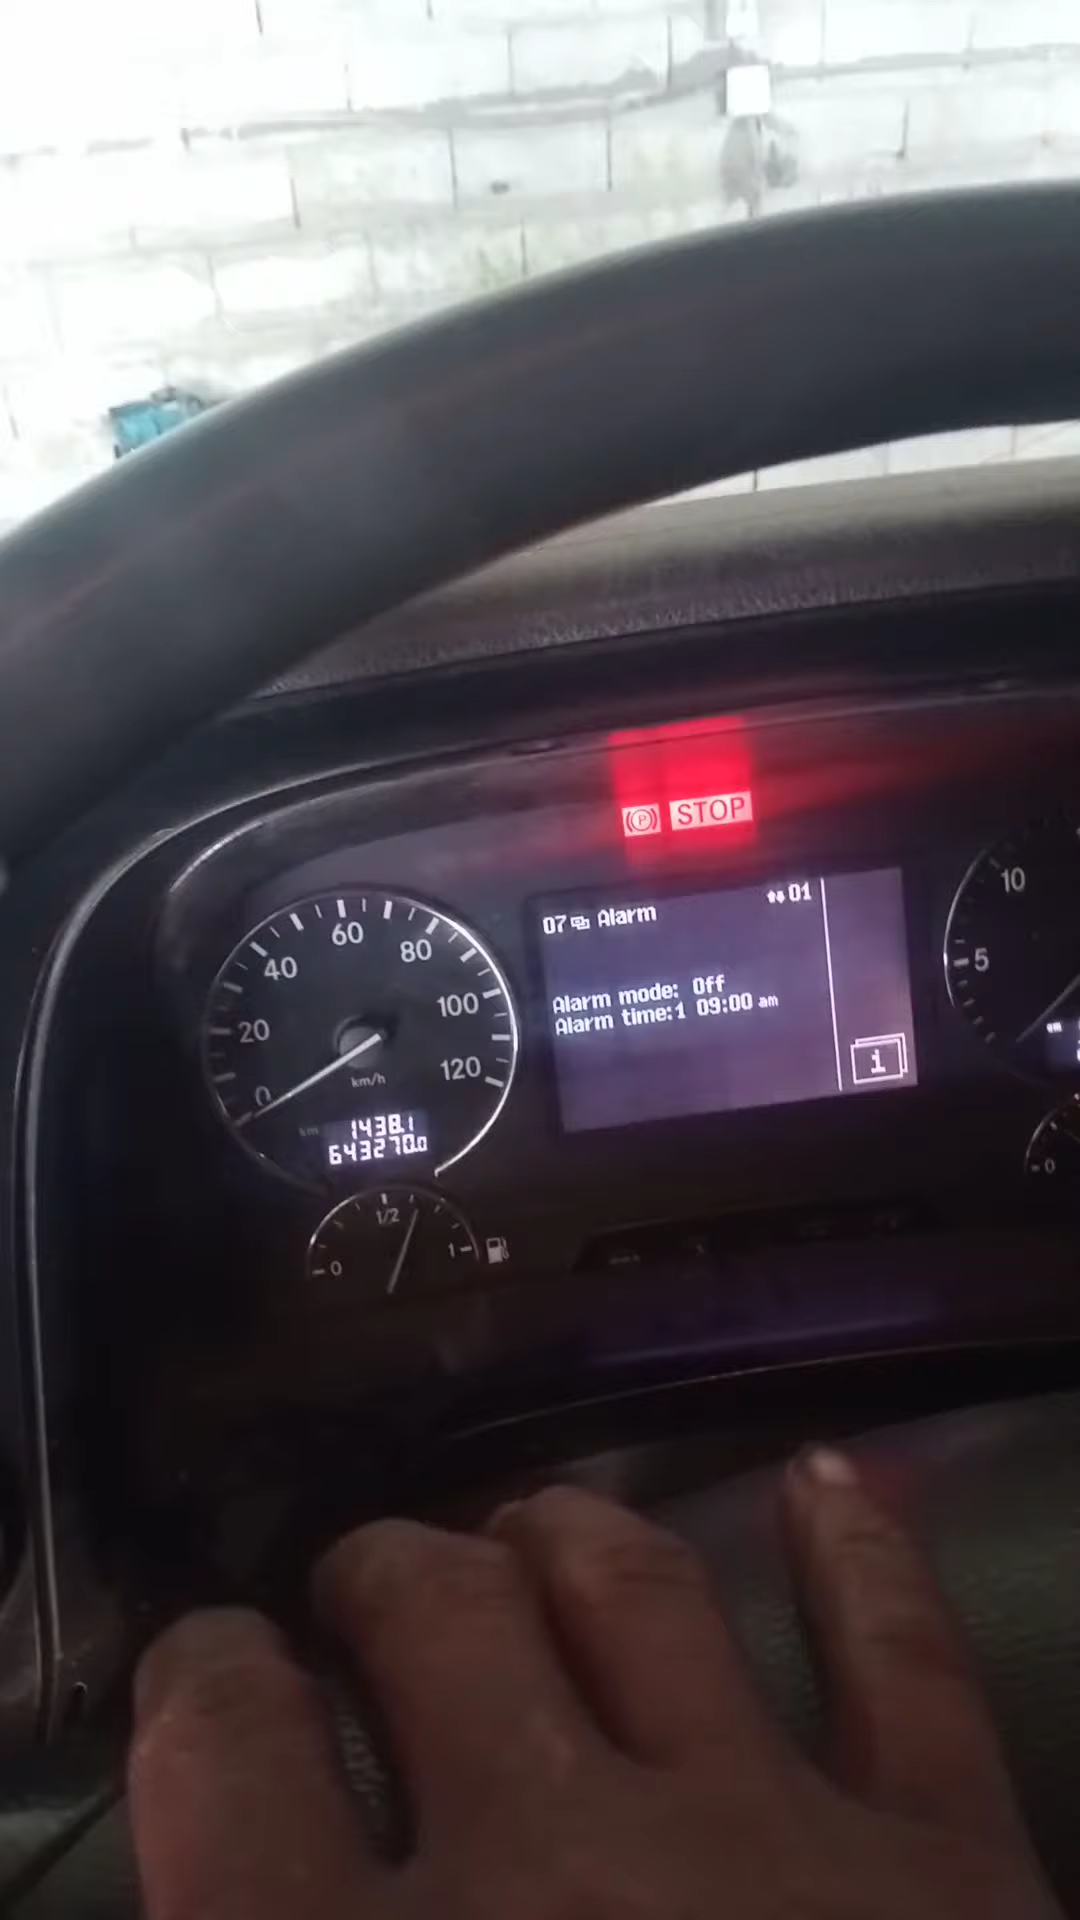 (P) STOP
07 Alarm
01
Alarm mode: Off
Alarm time:1 09:00 am
i
0
20
40
60
80
100
120
km/h
km
1438.1
643270.0
0
1/2
1
5
10
0